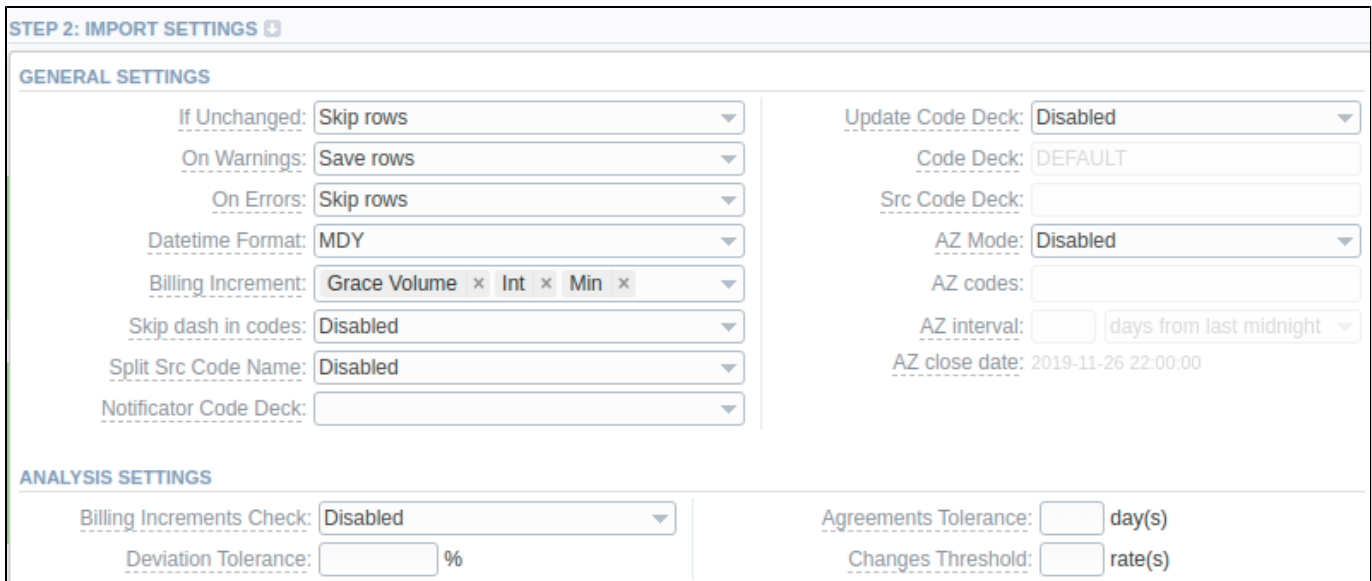 STEP 2: IMPORT SETTINGS
GENERAL SETTINGS
If Unchanged: Skip rows
On Warnings: Save rows
On Errors: Skip rows
Datetime Format: MDY
Billing Increment: Grace Volume × Int × Min ×
Skip dash in codes: Disabled
Split Src Code Name: Disabled
Notificator Code Deck:
Update Code Deck: Disabled
Code Deck: DEFAULT
Src Code Deck:
AZ Mode: Disabled
AZ codes:
AZ interval: days from last midnight
AZ close date: 2019-11-26 22:00:00
ANALYSIS SETTINGS
Billing Increments Check: Disabled
Deviation Tolerance: %
Agreements Tolerance: day(s)
Changes Threshold: rate(s)